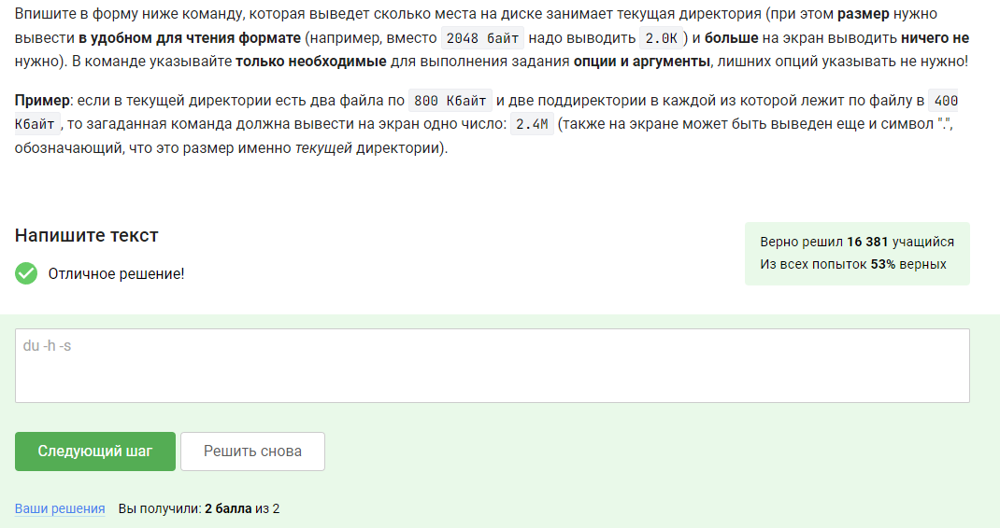 Впишите в форму ниже команду, которая выведет сколько места на диске занимает текущая директория (при этом размер нужно
вывести в удобном для чтения формате (например, вместо 2048 байт надо выводить 2.0K ) и больше на экран выводить ничего не
нужно). В команде указывайте только необходимые для выполнения задания опции и аргументы, лишних опций указывать не нужно!
Пример: если в текущей директории есть два файла по 800 Кбайт и две поддиректории в каждой из которой лежит по файлу в 400
Кбайт , то загаданная команда должна вывести на экран одно число: 2.4M (также на экране может быть выведен еще и символ ".",
обозначающий, что это размер именно текущей директории).
Напишите текст
Отличное решение!
Верно решил 16 381 учащийся
Из всех попыток 53% верных
du -h -s
Следующий шаг
Решить снова
Ваши решения Вы получили: 2 балла из 2